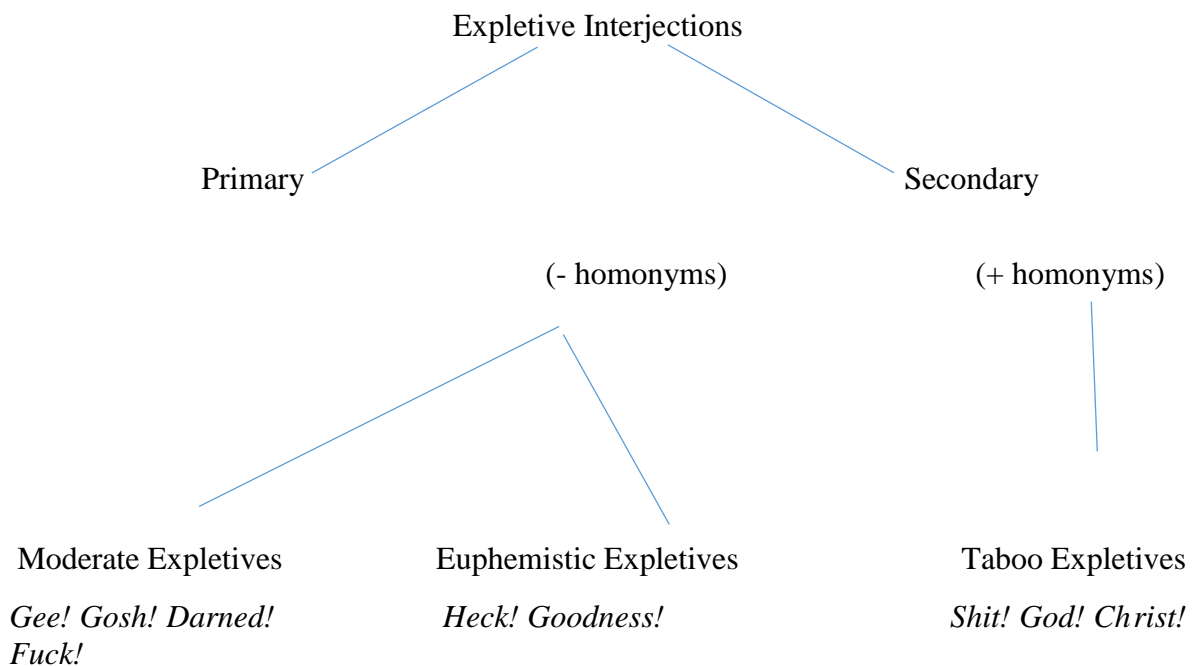 Expletive Interjections
Primary Secondary
(- homonyms) (+ homonyms)
Moderate Expletives Euphemistic Expletives Taboo Expletives
Gee! Gosh! Darned! Heck! Goodness! Shit! God! Christ!
Fuck!